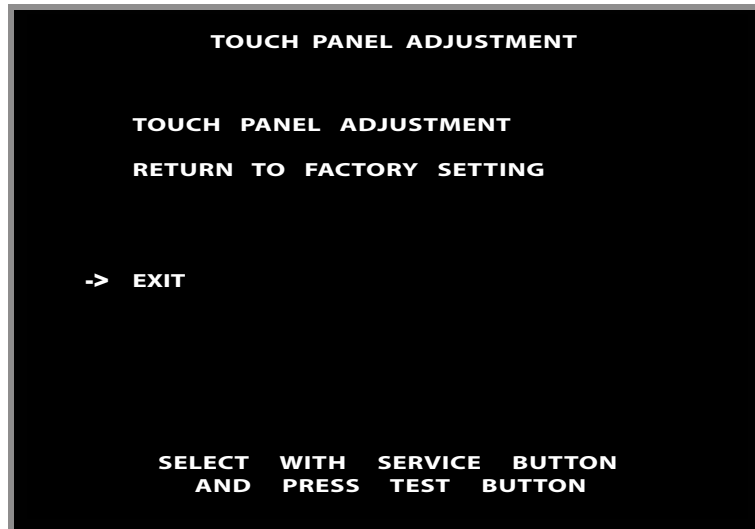 TOUCH PANEL ADJUSTMENT
TOUCH PANEL ADJUSTMENT
RETURN TO FACTORY SETTING
-> EXIT
SELECT WITH SERVICE BUTTON
AND PRESS TEST BUTTON